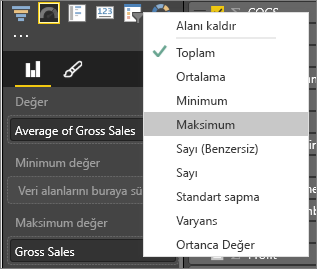 123
...
COGS
Değer
Average of Gross Sales
Minimum değer
Veri alanlarını buraya sü
Maksimum değer
Gross Sales
Alanı kaldır
Toplam
Ortalama
Minimum
Maksimum
Sayı (Benzersiz)
Sayı
Standart sapma
Varyans
Ortanca Değer
Profit